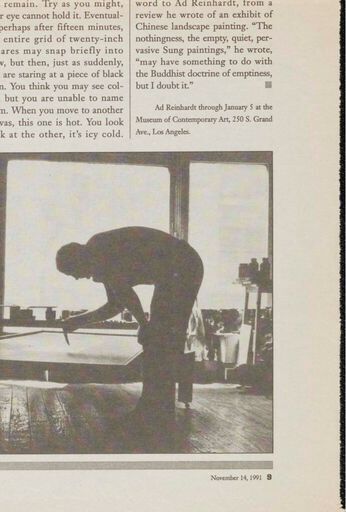 remain. Try as you might,
r eye cannot hold it. Eventual-
perhaps after fifteen minutes,
entire grid of twenty-inch
ares may snap briefly into
w, but then, just as suddenly,
are staring at a piece of black
n. You think you may see col-
but you are unable to name
m. When you move to another
vas, this one is hot. You look
k at the other, it's icy cold.
word to Ad Reinhardt, from a
review he wrote of an exhibit of
Chinese landscape painting. "The
nothingness, the empty, quiet, per-
vasive Sung paintings," he wrote,
"may have something to do with
the Buddhist doctrine of emptiness,
but I doubt it."
Ad Reinhardt through January 5 at the
Museum of Contemporary Art, 250 S. Grand
Ave., Los Angeles.
November 14, 1991 9